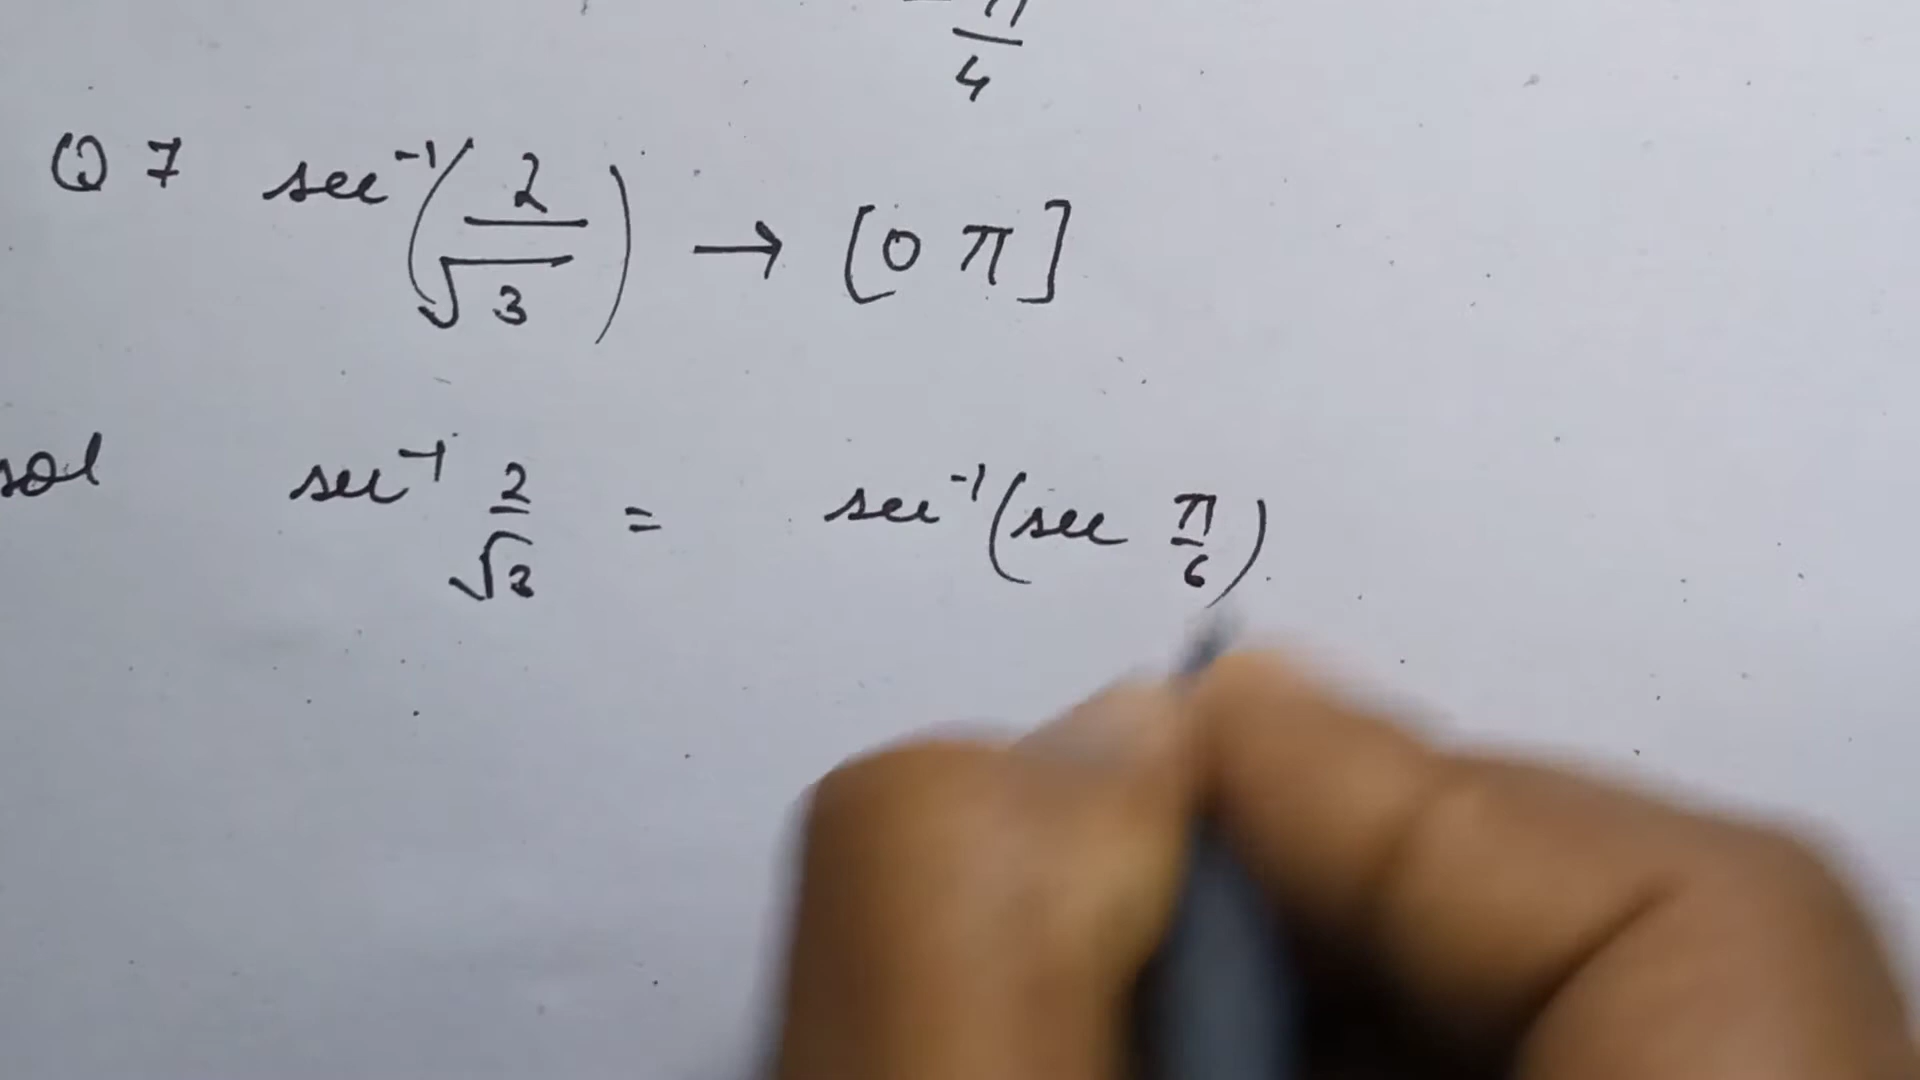 π/4
Q 7 sec⁻¹(2/√3) → [0 π]
sol sec⁻¹ 2/√3 = sec⁻¹(sec π/6)